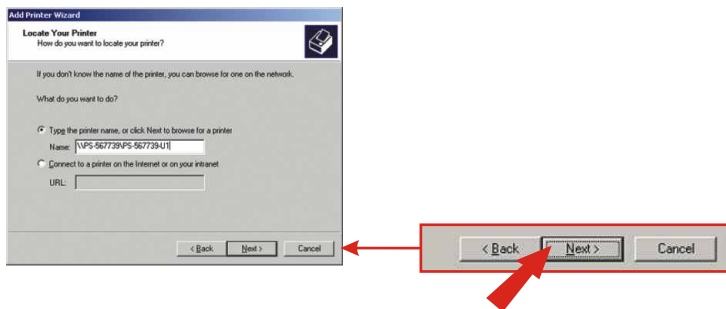 Add Printer Wizard
Locate Your Printer
How do you want to locate your printer?
If you don't know the name of the printer, you can browse for one on the network.
What do you want to do?
Type the printer name, or click Next to browse for a printer
Name: \\PS-567739\PS-567739-U1
Connect to a printer on the Internet or on your intranet
URL:
< Back Next > Cancel
< Back Next > Cancel